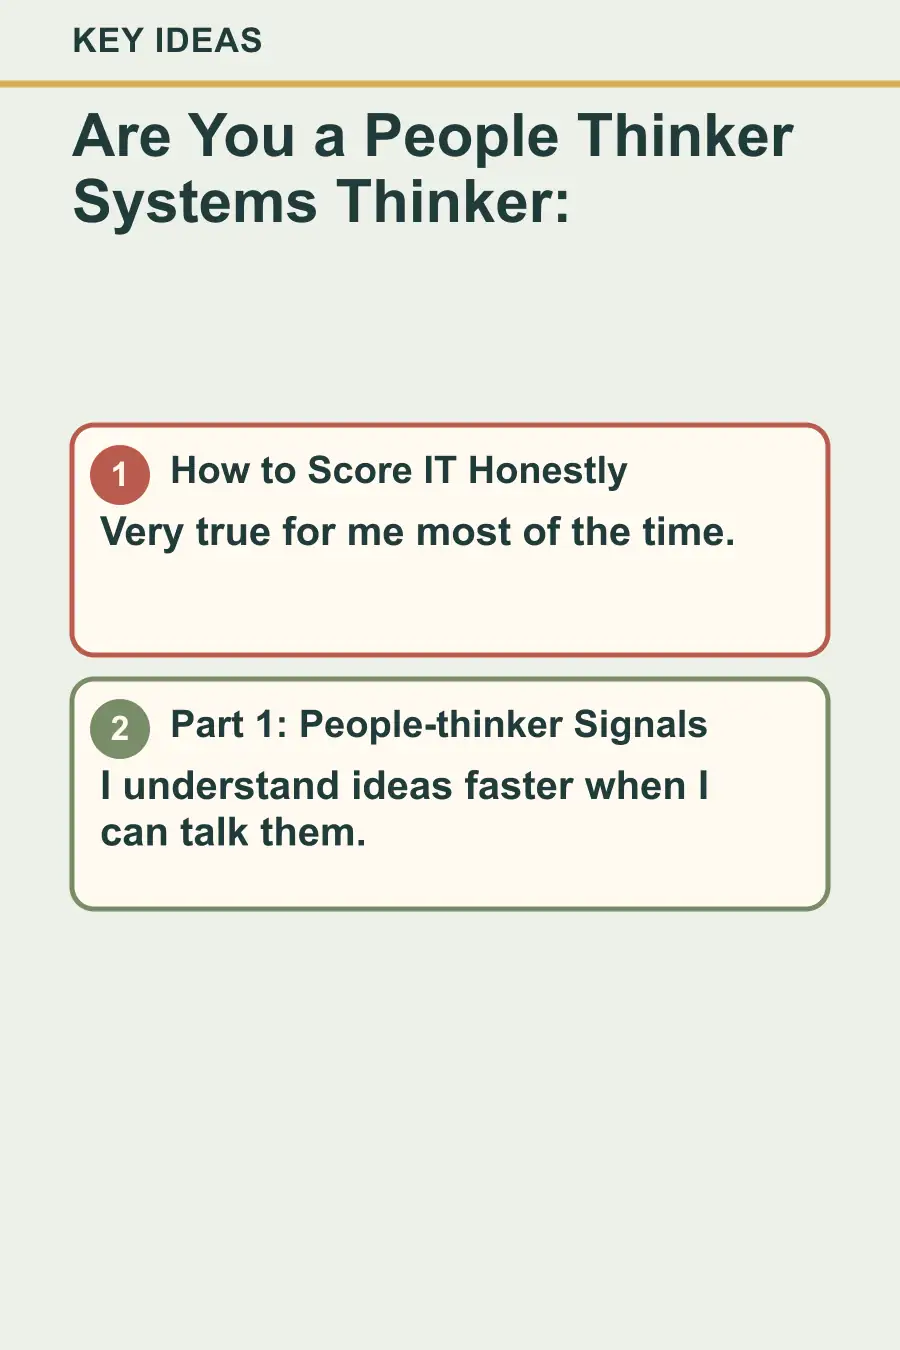 KEY IDEAS
Are You a People Thinker
Systems Thinker:
1 How to Score IT Honestly
Very true for me most of the time.
2 Part 1: People-thinker Signals
I understand ideas faster when I
can talk them.